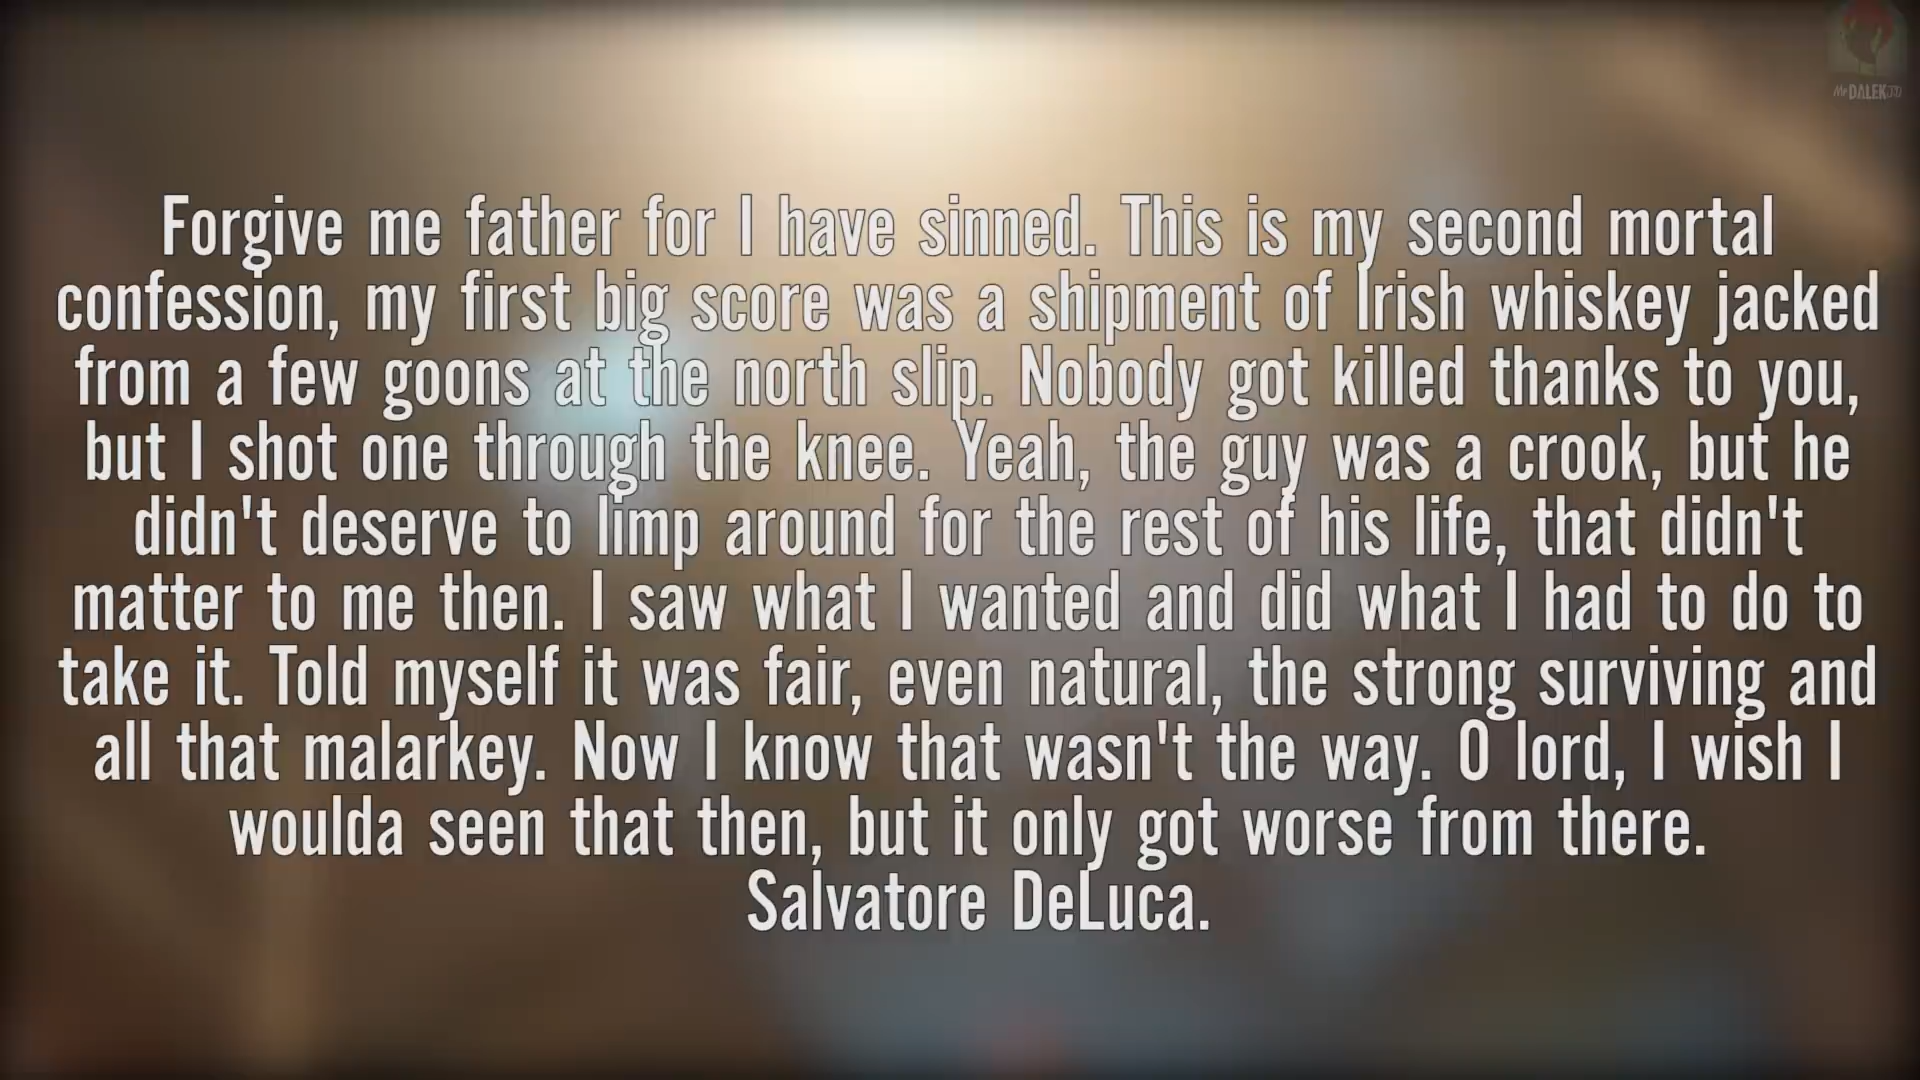 MrDALEKJD
Forgive me father for I have sinned. This is my second mortal
confession, my first big score was a shipment of Irish whiskey jacked
from a few goons at the north slip. Nobody got killed thanks to you,
but I shot one through the knee. Yeah, the guy was a crook, but he
didn't deserve to limp around for the rest of his life, that didn't
matter to me then. I saw what I wanted and did what I had to do to
take it. Told myself it was fair, even natural, the strong surviving and
all that malarkey. Now I know that wasn't the way. O lord, I wish I
woulda seen that then, but it only got worse from there.
Salvatore DeLuca.